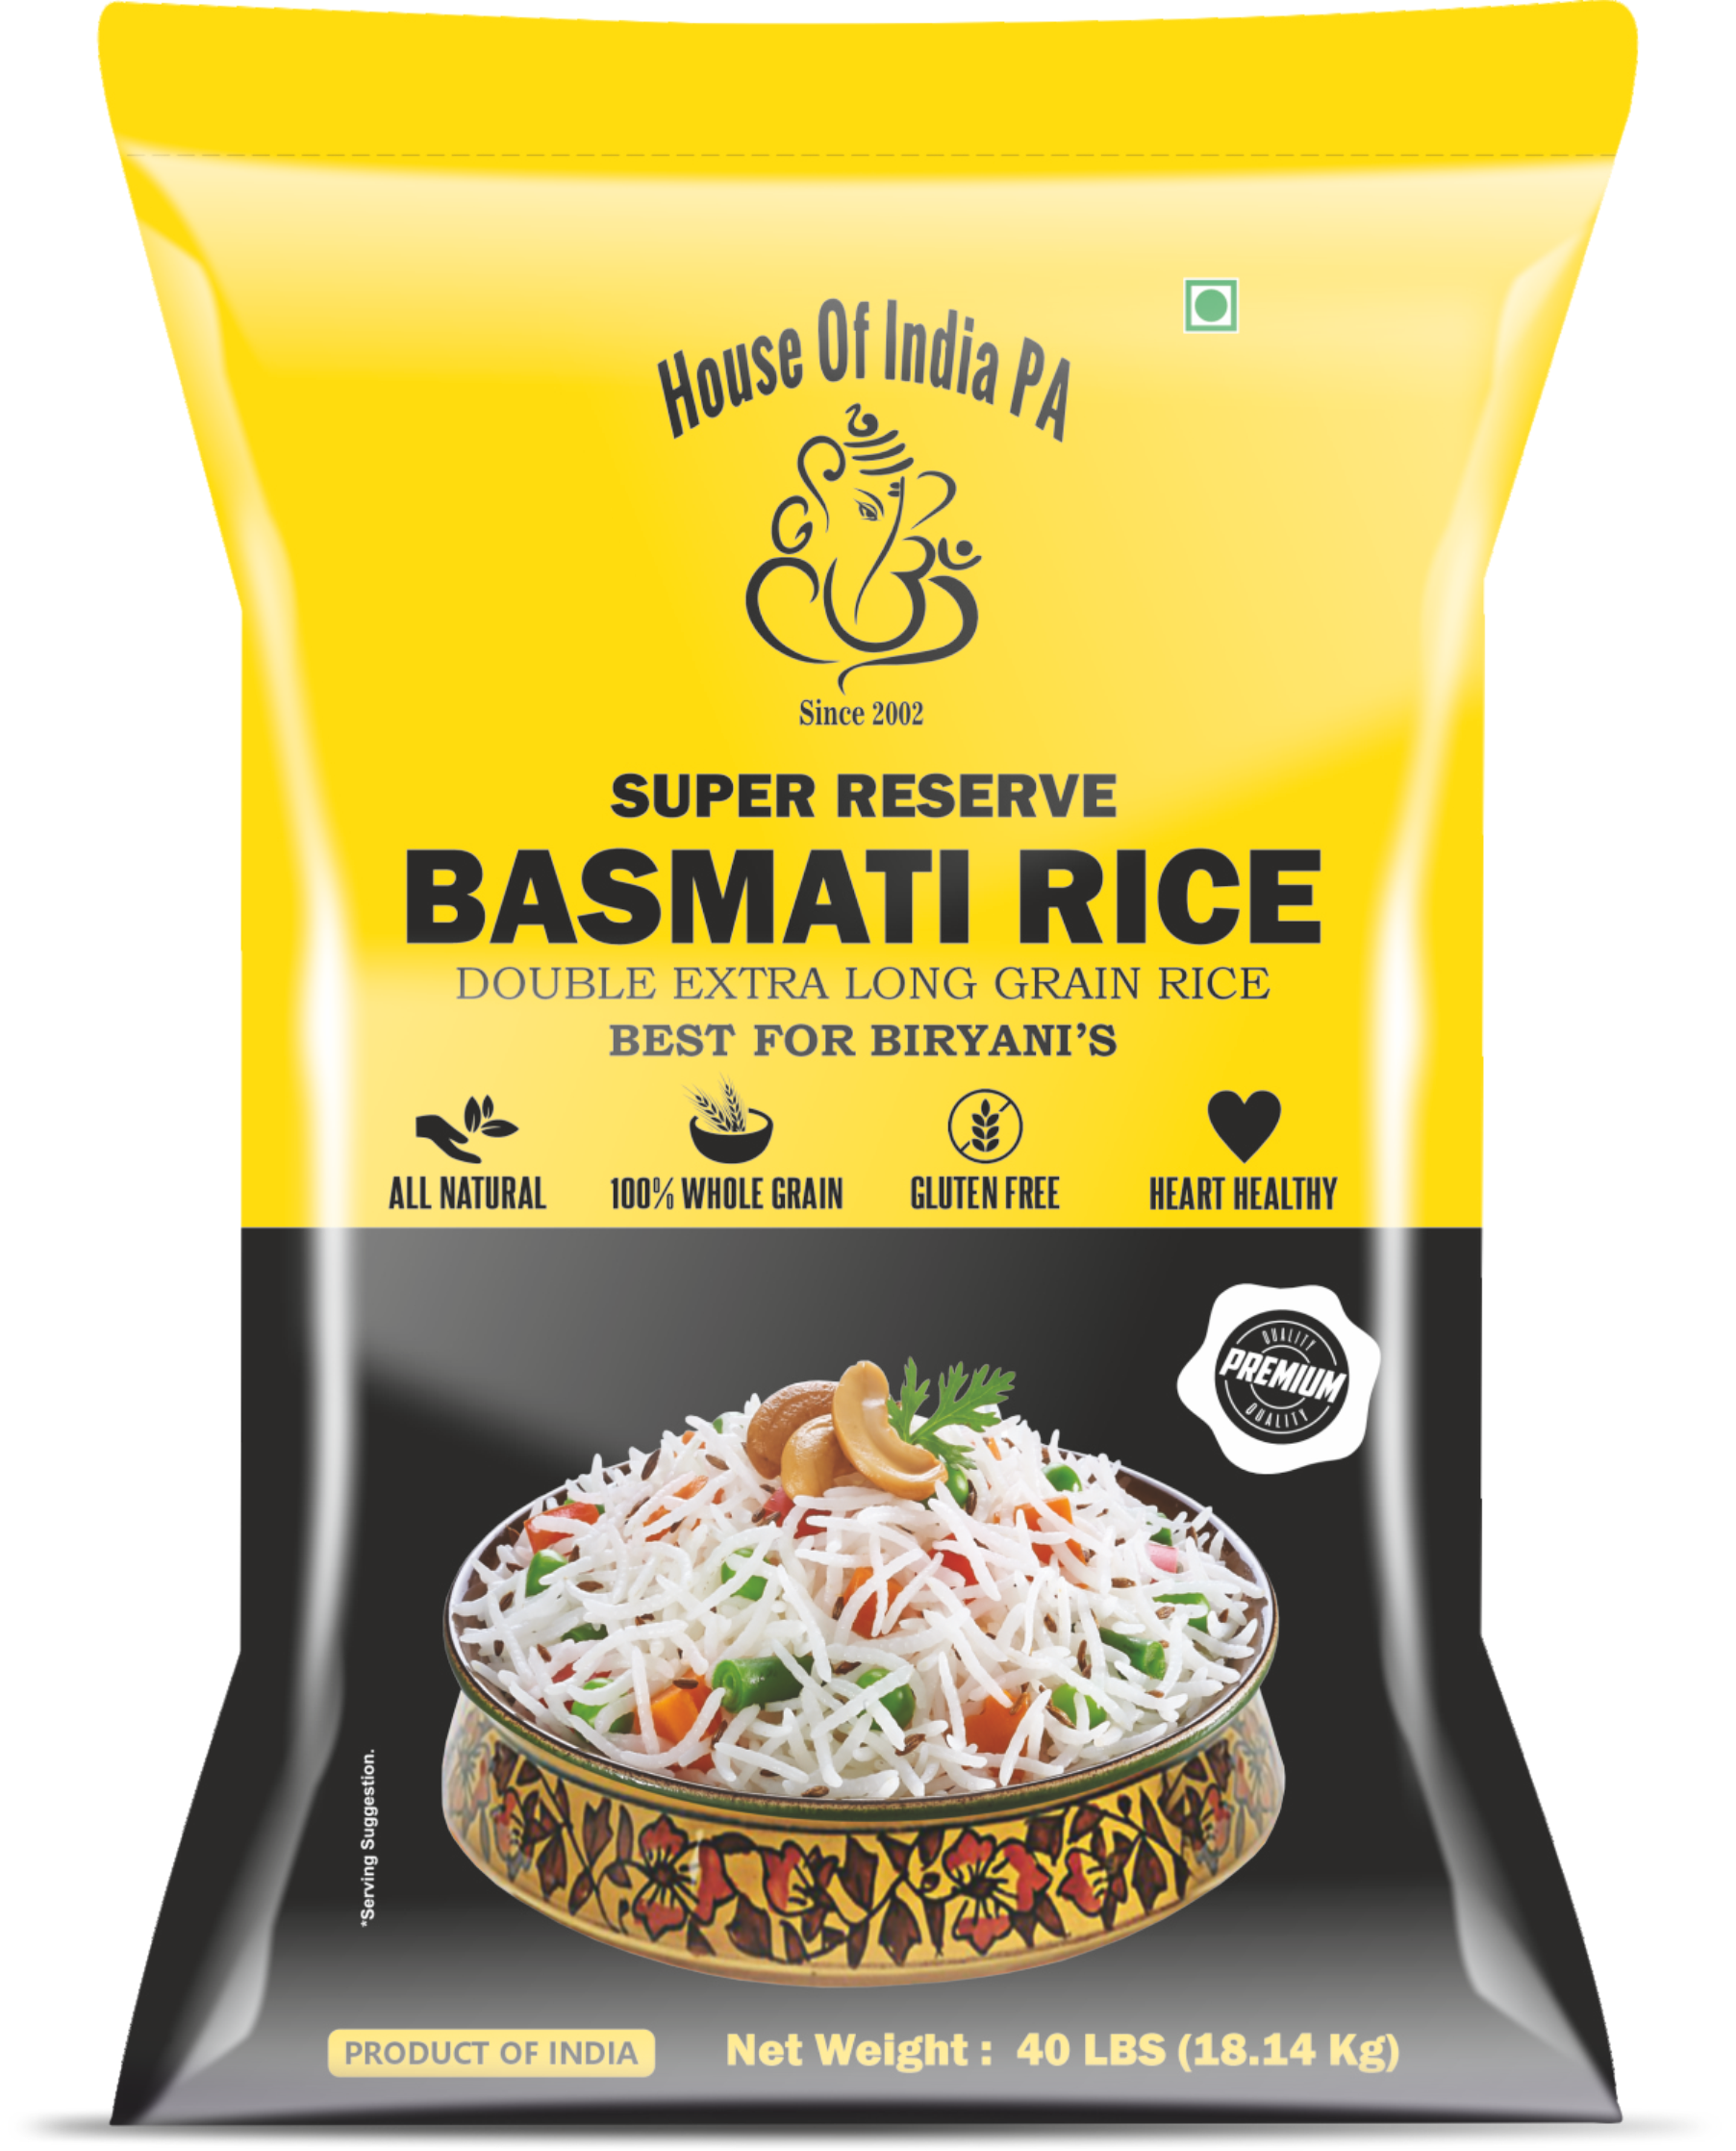 House Of India PA
Since 2002
SUPER RESERVE
BASMATI RICE
DOUBLE EXTRA LONG GRAIN RICE
BEST FOR BIRYANI'S
ALL NATURAL
100% WHOLE GRAIN
GLUTEN FREE
HEART HEALTHY
QUALITY
PREMIUM
QUALITY
*Serving Suggestion.
PRODUCT OF INDIA
Net Weight : 40 LBS (18.14 Kg)